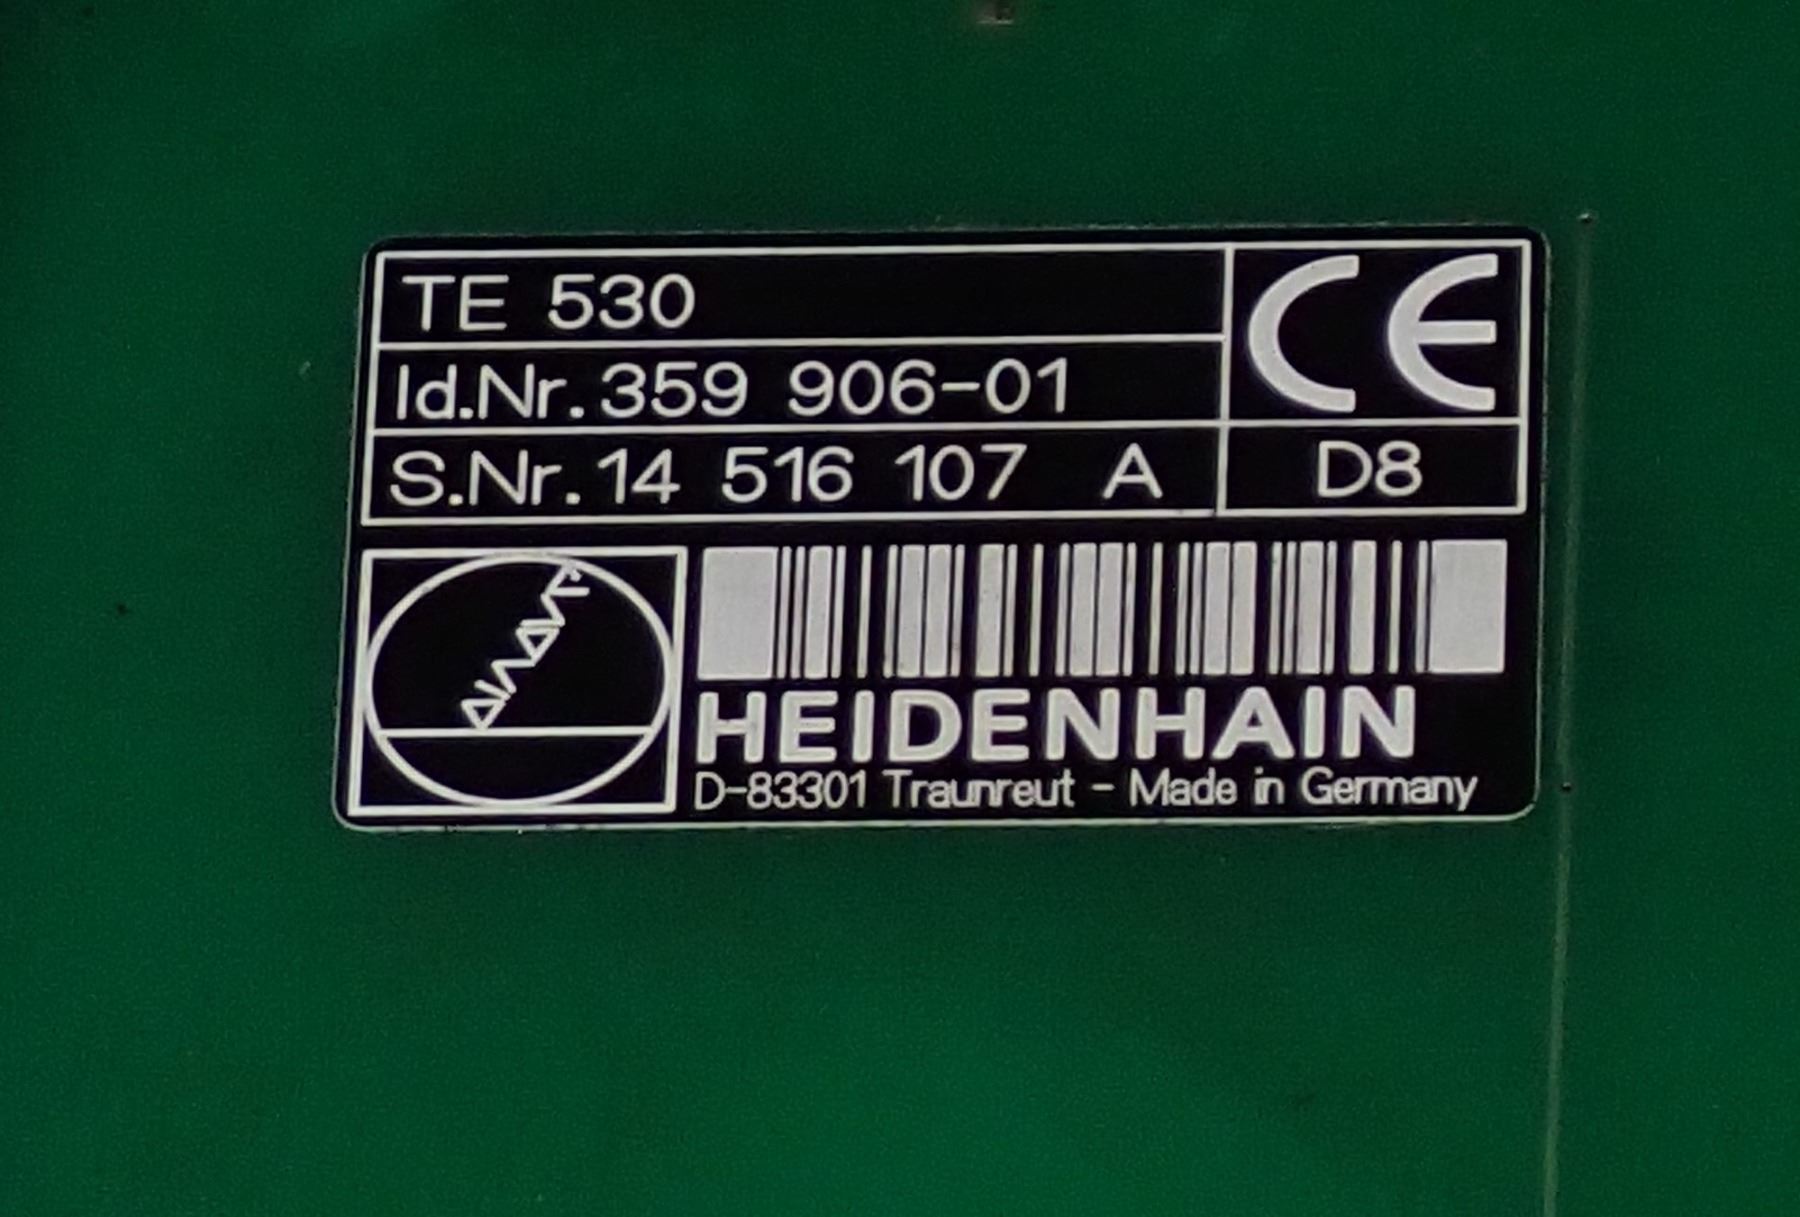 TE 530
Id.Nr. 359 906-01
S.Nr. 14 516 107 A D8
CE
HEIDENHAIN
D-83301 Traunreut - Made in Germany